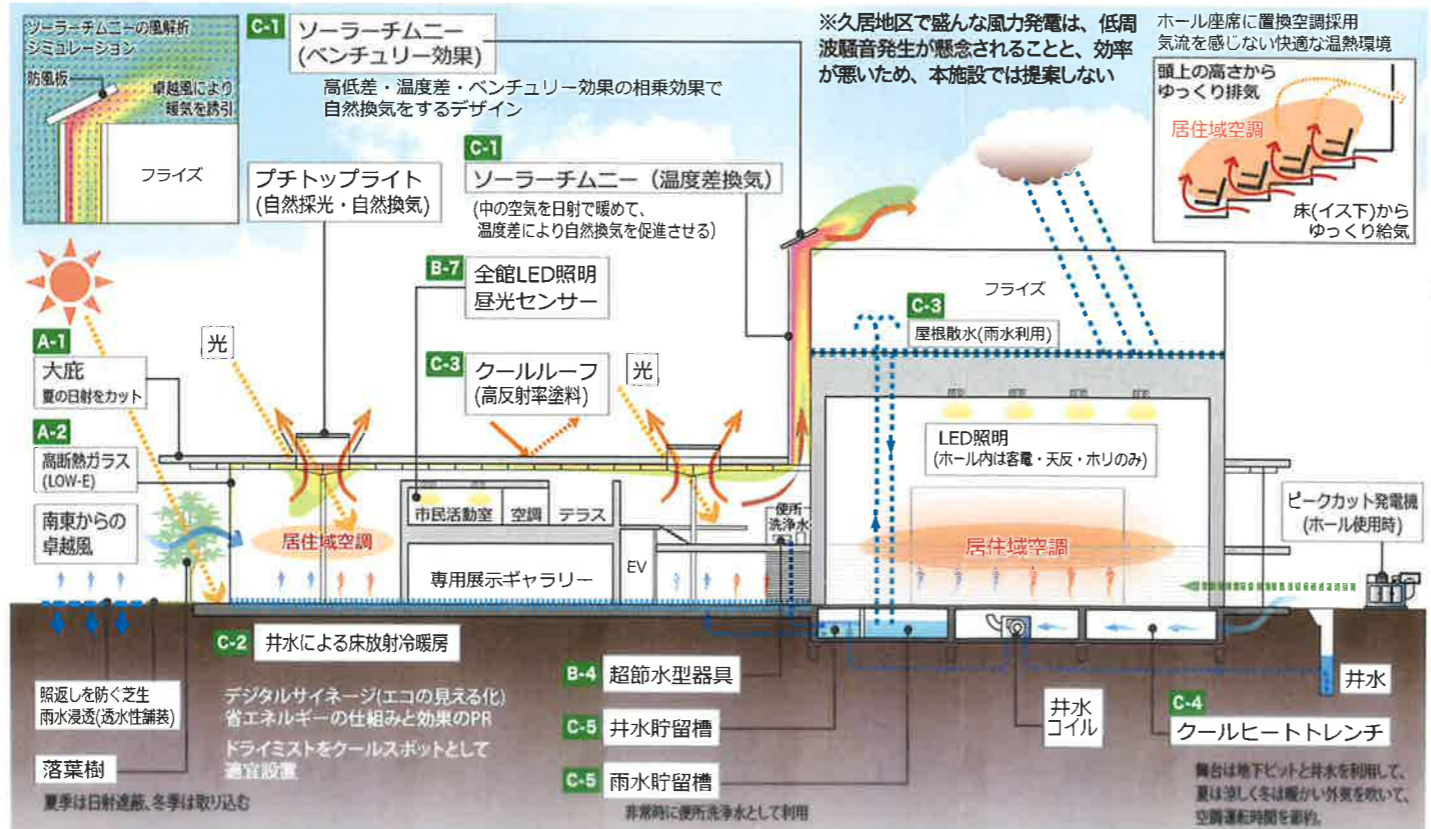 ソーラーチムニーの風解析
シミュレーション
防風板
卓越風により
暖気を誘引
フライズ
C-1
ソーラーチムニー
(ベンチュリー効果)
高低差・温度差・ベンチュリー効果の相乗効果で
自然換気をするデザイン
※久居地区で盛んな風力発電は、低周
波騒音発生が懸念されることと、効率
が悪いため、本施設では提案しない
ホール座席に置換空調採用
気流を感じない快適な温熱環境
頭上の高さから
ゆっくり排気
居住域空調
床(イス下)から
ゆっくり給気
プチトップライト
(自然採光・自然換気)
C-1
ソーラーチムニー（温度差換気）
(中の空気を日射で暖めて、
温度差により自然換気を促進させる)
B-7
全館LED照明
昼光センサー
フライズ
C-3
屋根散水(雨水利用)
A-1
大庇
夏の日射をカット
光
C-3
クールルーフ
(高反射率塗料)
光
A-2
高断熱ガラス
(LOW-E)
LED照明
(ホール内は客電・天反・ホリのみ)
南東からの
卓越風
居住域空調
市民活動室
空調
テラス
便所
洗浄水
ピークカット発電機
(ホール使用時)
専用展示ギャラリー
EV
居住域空調
C-2
井水による床放射冷暖房
B-4
超節水型器具
井水
照返しを防ぐ芝生
雨水浸透(透水性舗装)
デジタルサイネージ(エコの見える化)
省エネルギーの仕組みと効果のPR
ドライミストをクールスポットとして
適宜設置
C-5
井水貯留槽
井水
コイル
C-4
クールヒートトレンチ
落葉樹
夏季は日射遮蔽、冬季は取り込む
C-5
雨水貯留槽
非常時に便所洗浄水として利用
舞台は地下ピットと井水を利用して、
夏は涼しく冬は暖かい外気を吹いて、
空調運転時間を節約。